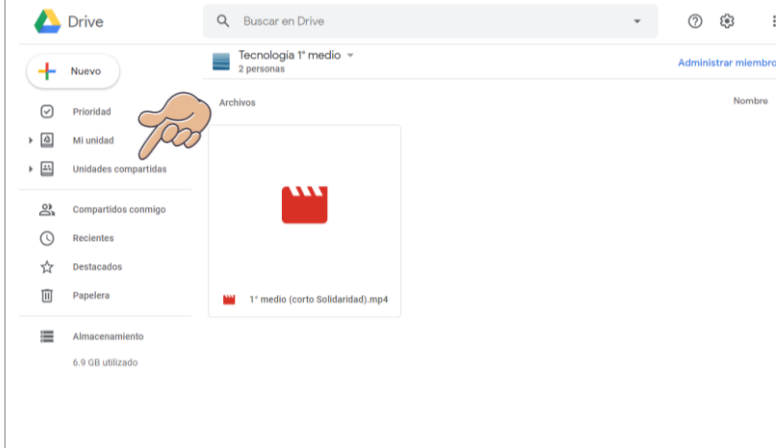 Drive
Buscar en Drive
Nuevo
Tecnología 1° medio
2 personas
Administrar miembro
Prioridad
Archivos
Nombre
Mi unidad
Unidades compartidas
Compartidos conmigo
Recientes
Destacados
Papelera
1° medio (corto Solidaridad).mp4
Almacenamiento
6.9 GB utilizado